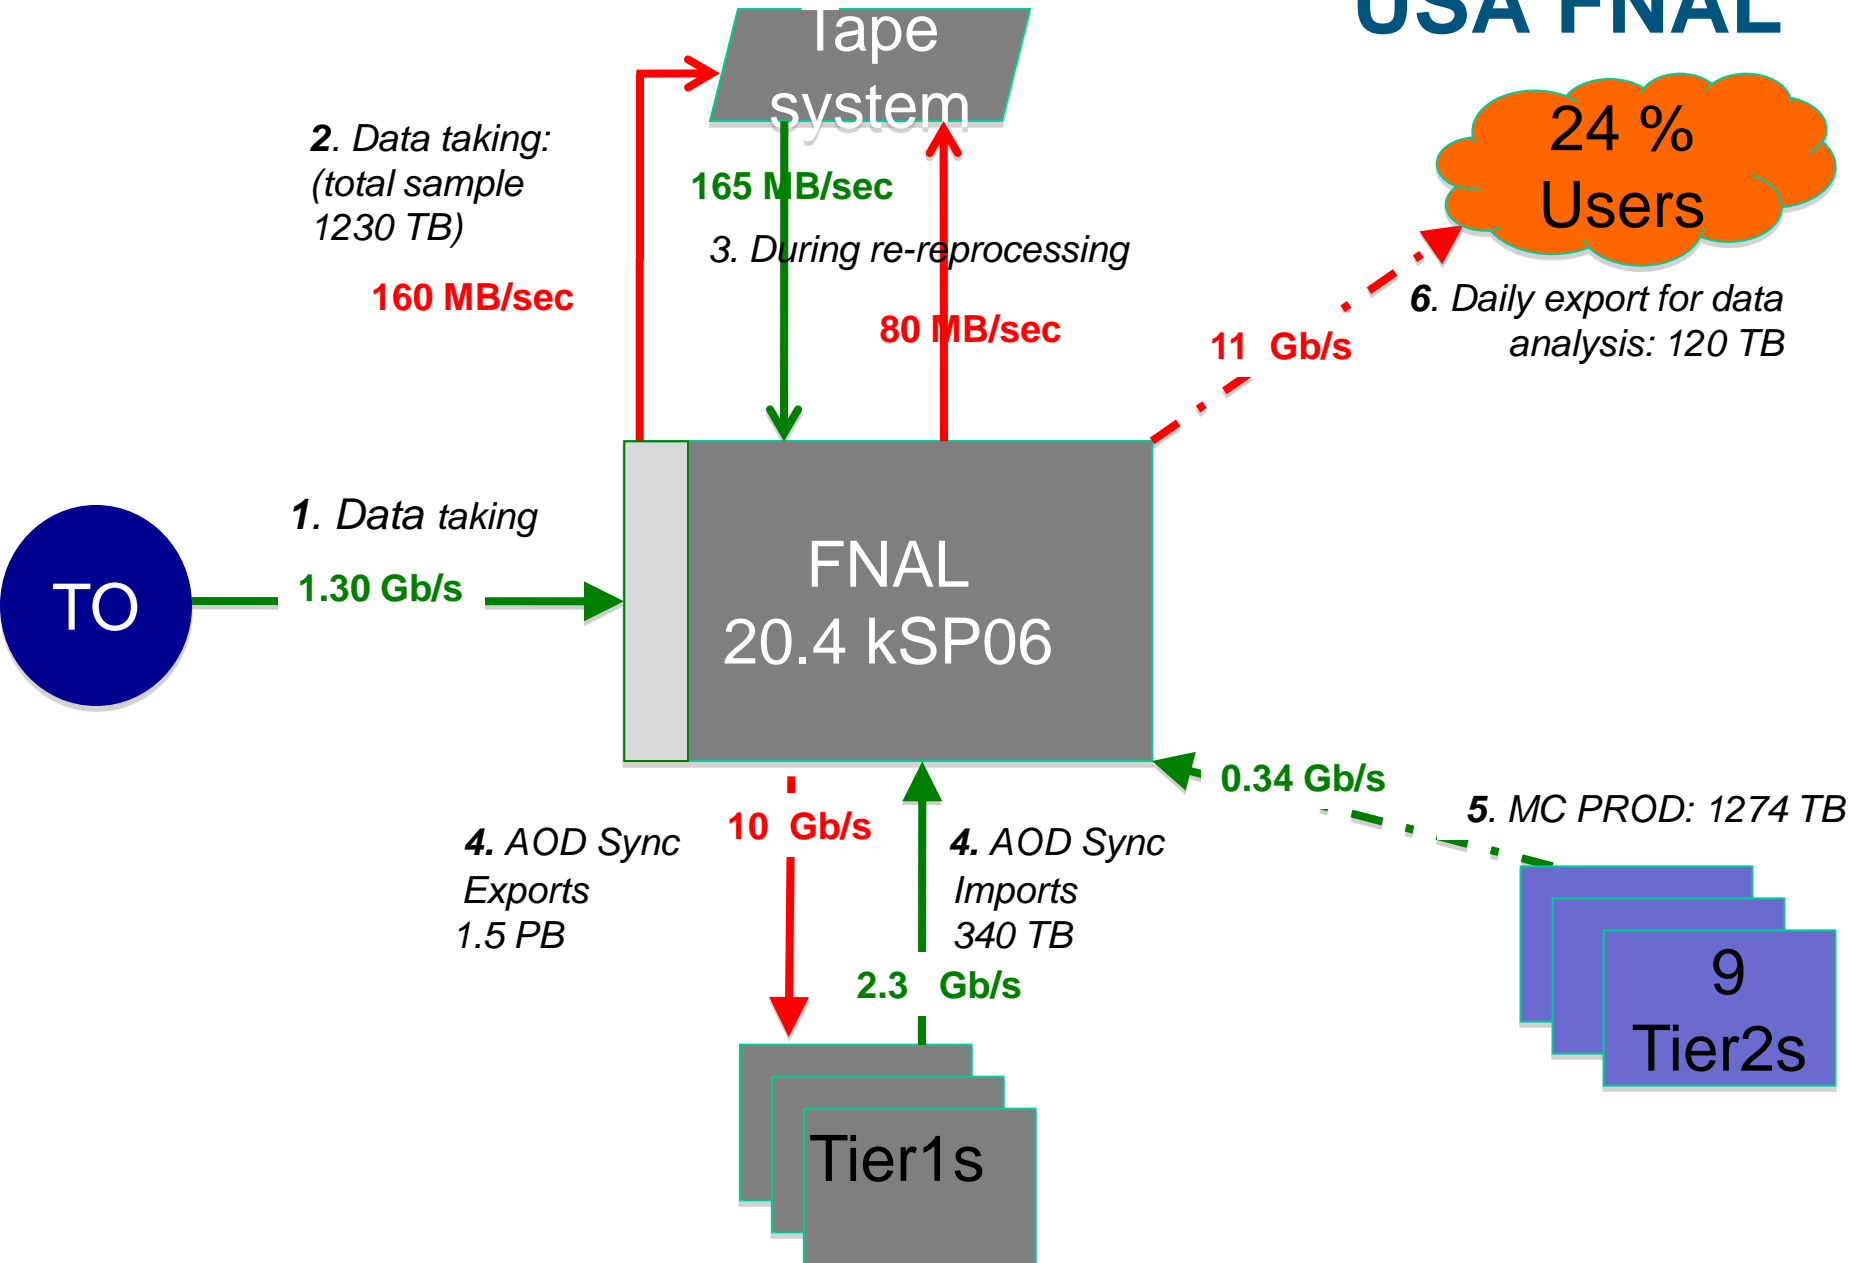 USA FNAL
Tape
system
2. Data taking:
(total sample
1230 TB)
160 MB/sec
165 MB/sec
3. During re-reprocessing
80 MB/sec
24 %
Users
6. Daily export for data
analysis: 120 TB
11 Gb/s
1. Data taking
1.30 Gb/s
TO
FNAL
20.4 kSP06
0.34 Gb/s
5. MC PROD: 1274 TB
4. AOD Sync
Exports
1.5 PB
10 Gb/s
4. AOD Sync
Imports
340 TB
2.3 Gb/s
9
Tier2s
Tier1s